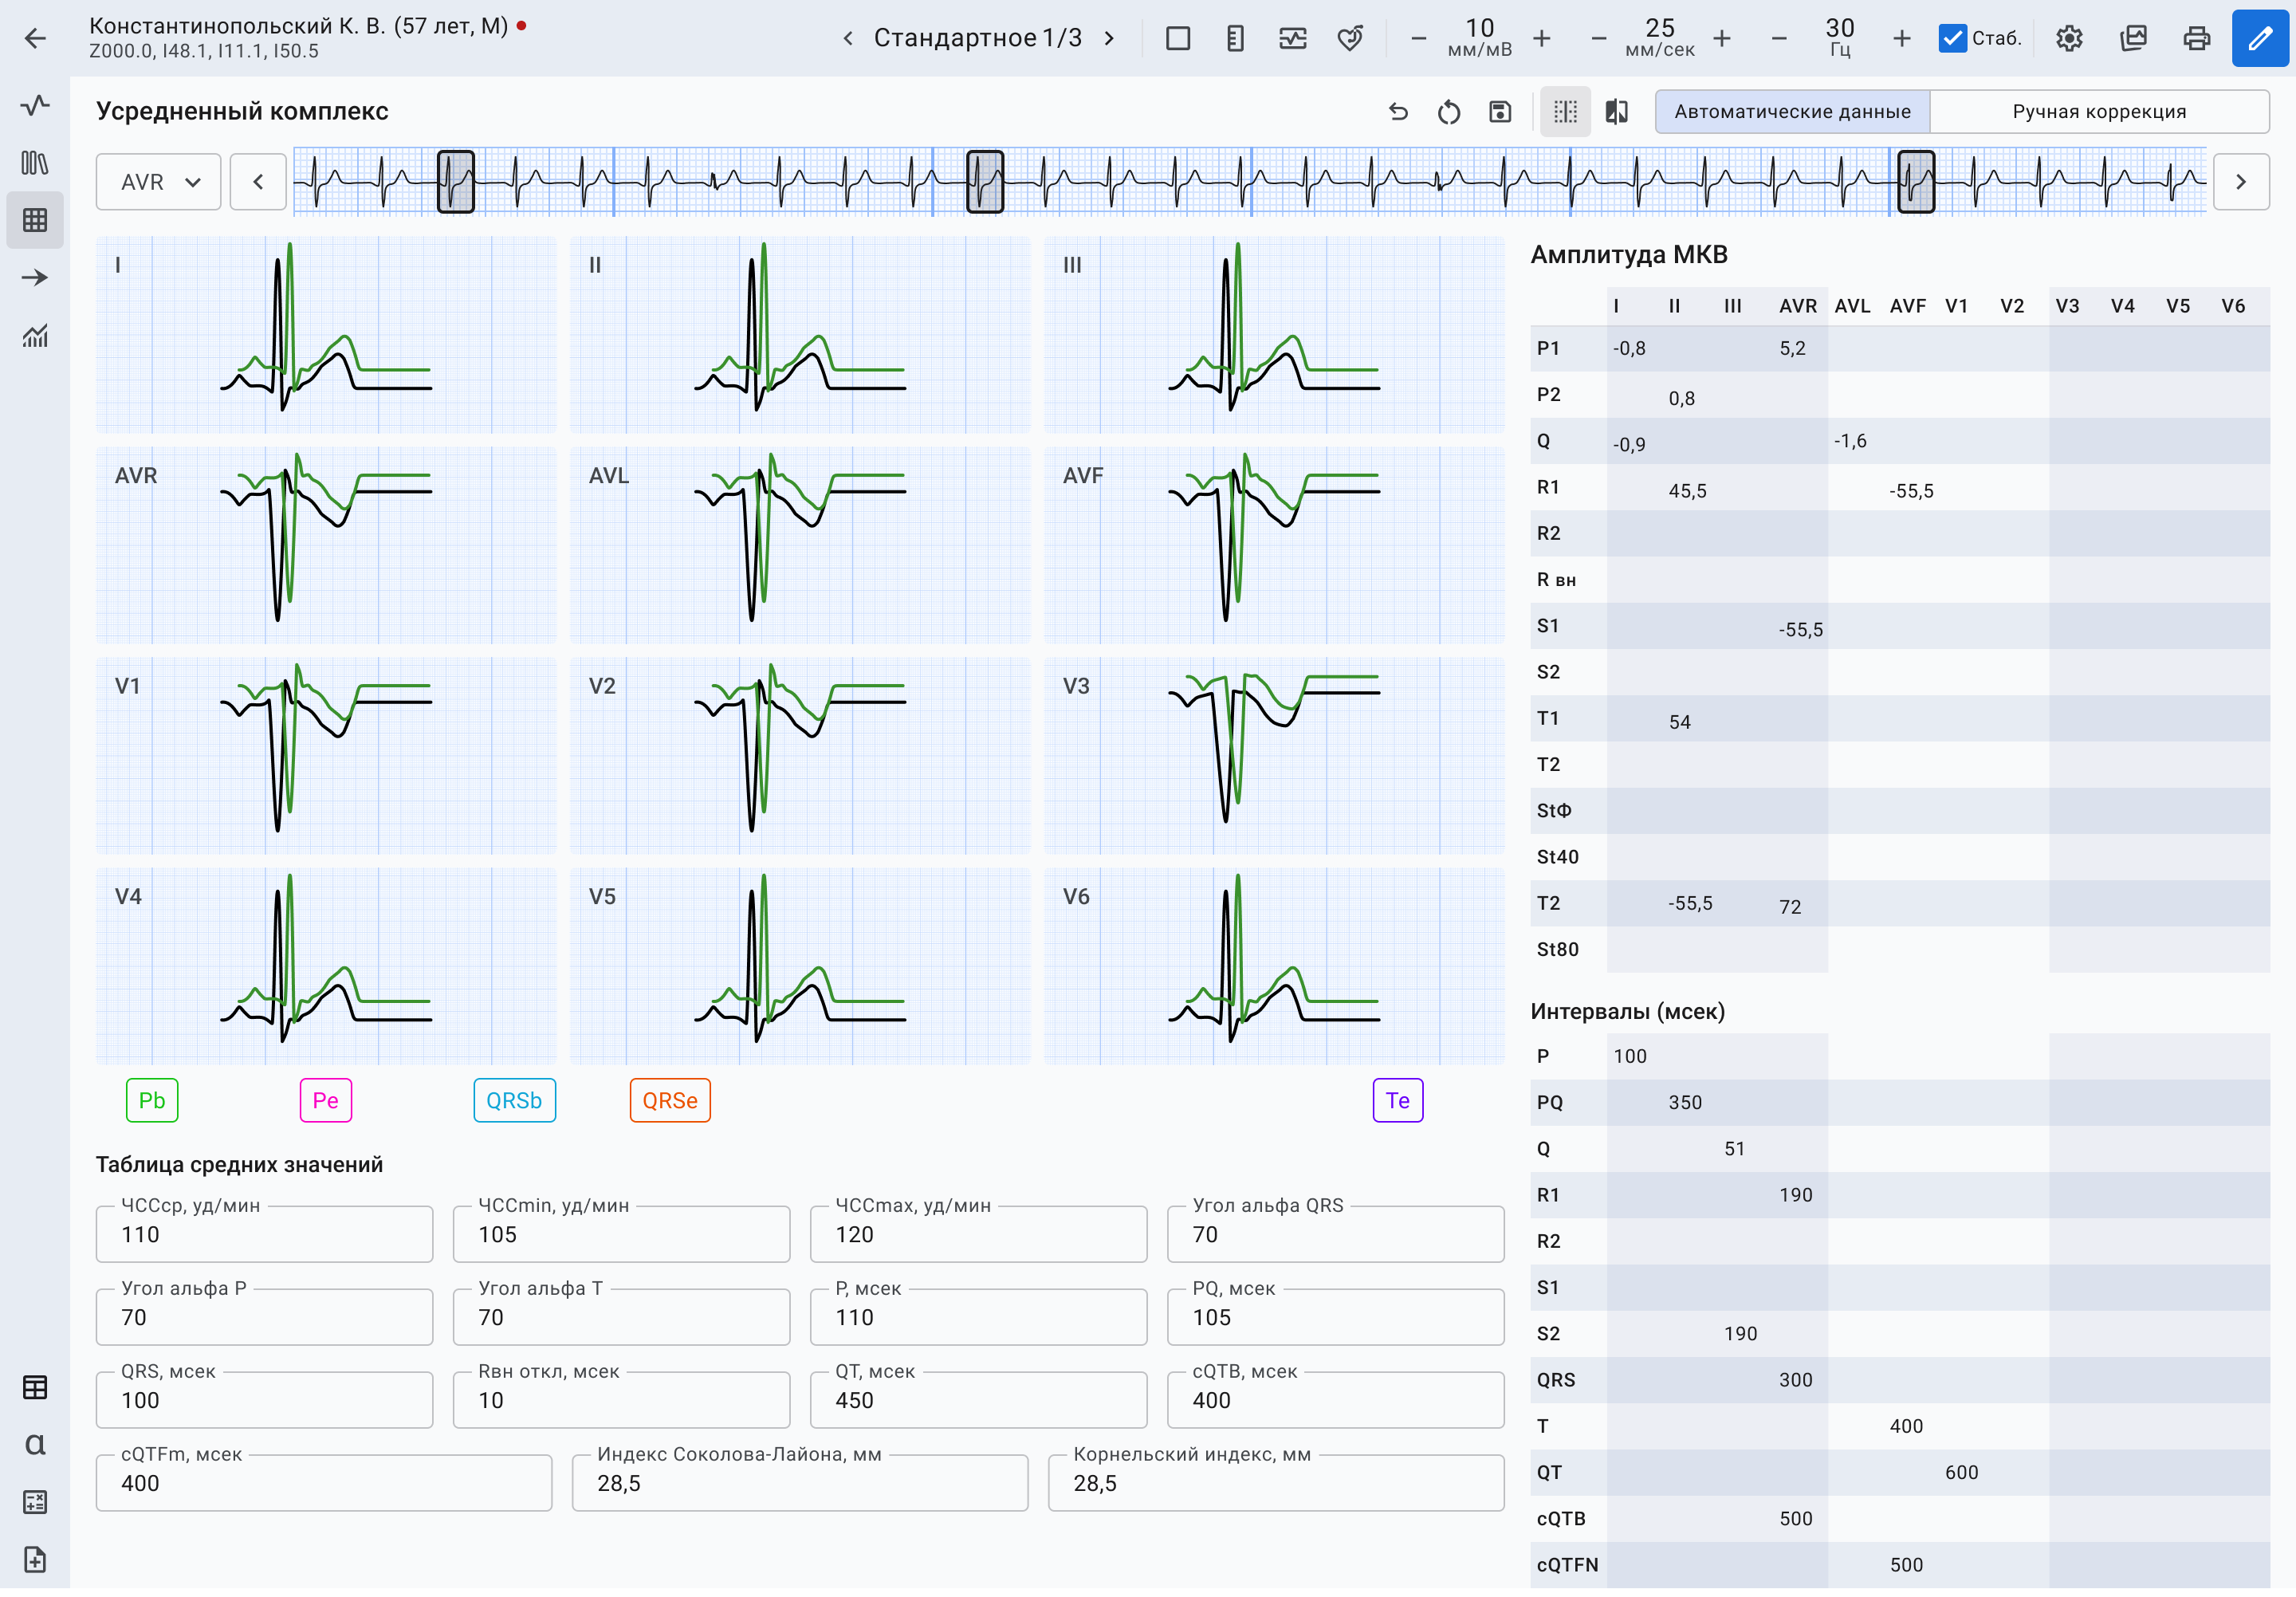 Константинопольский К. В. (57 лет, М)
Z000.0, I48.1, I11.1, I50.5
Стандартное 1/3
10
мм/мВ
25
мм/сек
30
Гц
Стаб.
Усредненный комплекс
Автоматические данные
Ручная коррекция
AVR
I
II
III
AVR
AVL
AVF
V1
V2
V3
V4
V5
V6
Pb
Pe
QRSb
QRSe
Te
Таблица средних значений
ЧССср, уд/мин
110
ЧССmin, уд/мин
105
ЧССmax, уд/мин
120
Угол альфа QRS
70
Угол альфа P
70
Угол альфа T
70
P, мсек
110
PQ, мсек
105
QRS, мсек
100
Rвн откл, мсек
10
QT, мсек
450
cQTB, мсек
400
cQTFm, мсек
400
Индекс Соколова-Лайона, мм
28,5
Корнельский индекс, мм
28,5
Амплитуда МКВ
I II III AVR AVL AVF V1 V2 V3 V4 V5 V6
P1 -0,8 5,2
P2 0,8
Q -0,9 -1,6
R1 45,5 -55,5
R2
R вн
S1 -55,5
S2
T1 54
T2
StФ
St40
T2 -55,5 72
St80
Интервалы (мсек)
P 100
PQ 350
Q 51
R1 190
R2
S1
S2 190
QRS 300
T 400
QT 600
cQTB 500
cQTFN 500